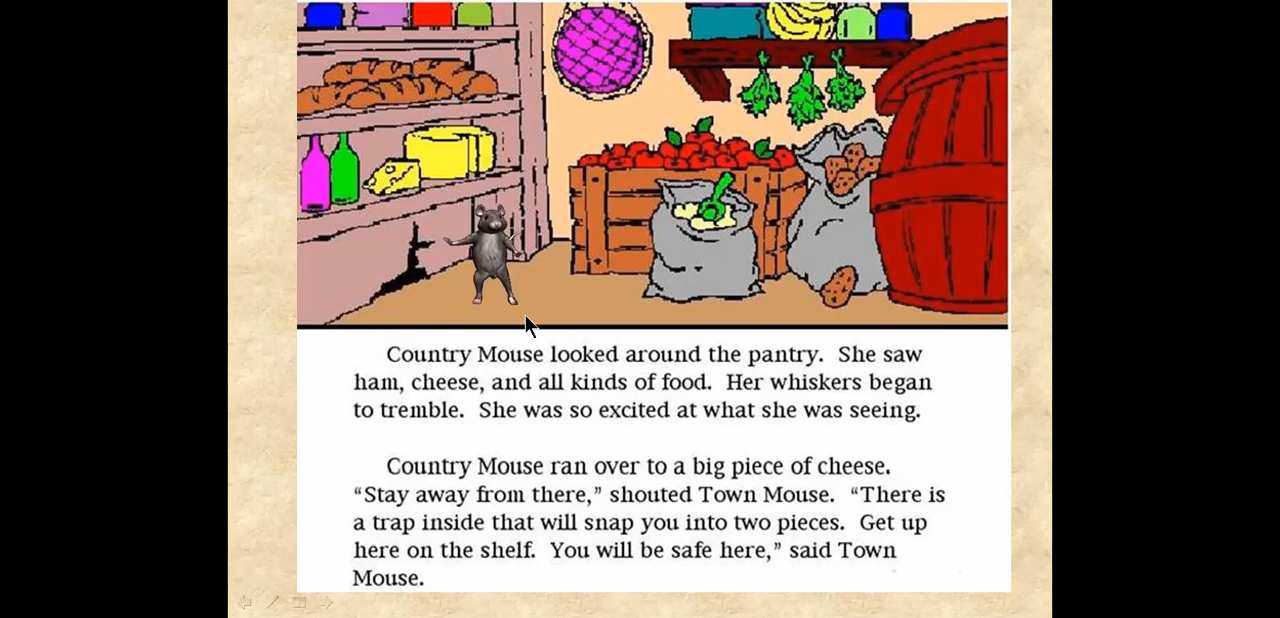 Country Mouse looked around the pantry.  She saw
ham, cheese, and all kinds of food.  Her whiskers began
to tremble.  She was so excited at what she was seeing.
Country Mouse ran over to a big piece of cheese.
“Stay away from there,” shouted Town Mouse.  “There is
a trap inside that will snap you into two pieces.  Get up
here on the shelf.  You will be safe here,” said Town
Mouse.